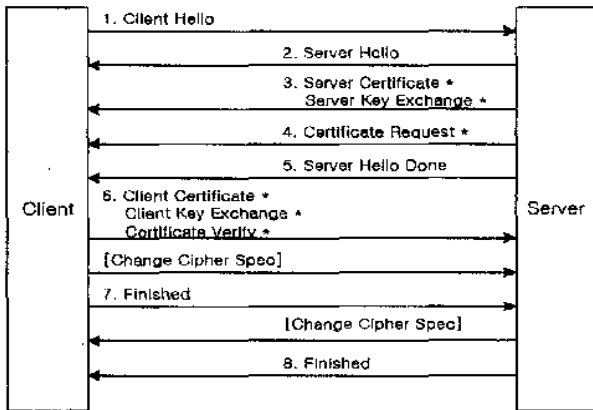 1. Client Hello
2. Server Hello
3. Server Certificate *
Server Key Exchange *
4. Certificate Request *
5. Server Hello Done
Client
Server
6. Client Certificate *
Client Key Exchange *
Certificate Verify *
[Change Cipher Spec]
7. Finished
[Change Cipher Spec]
8. Finished